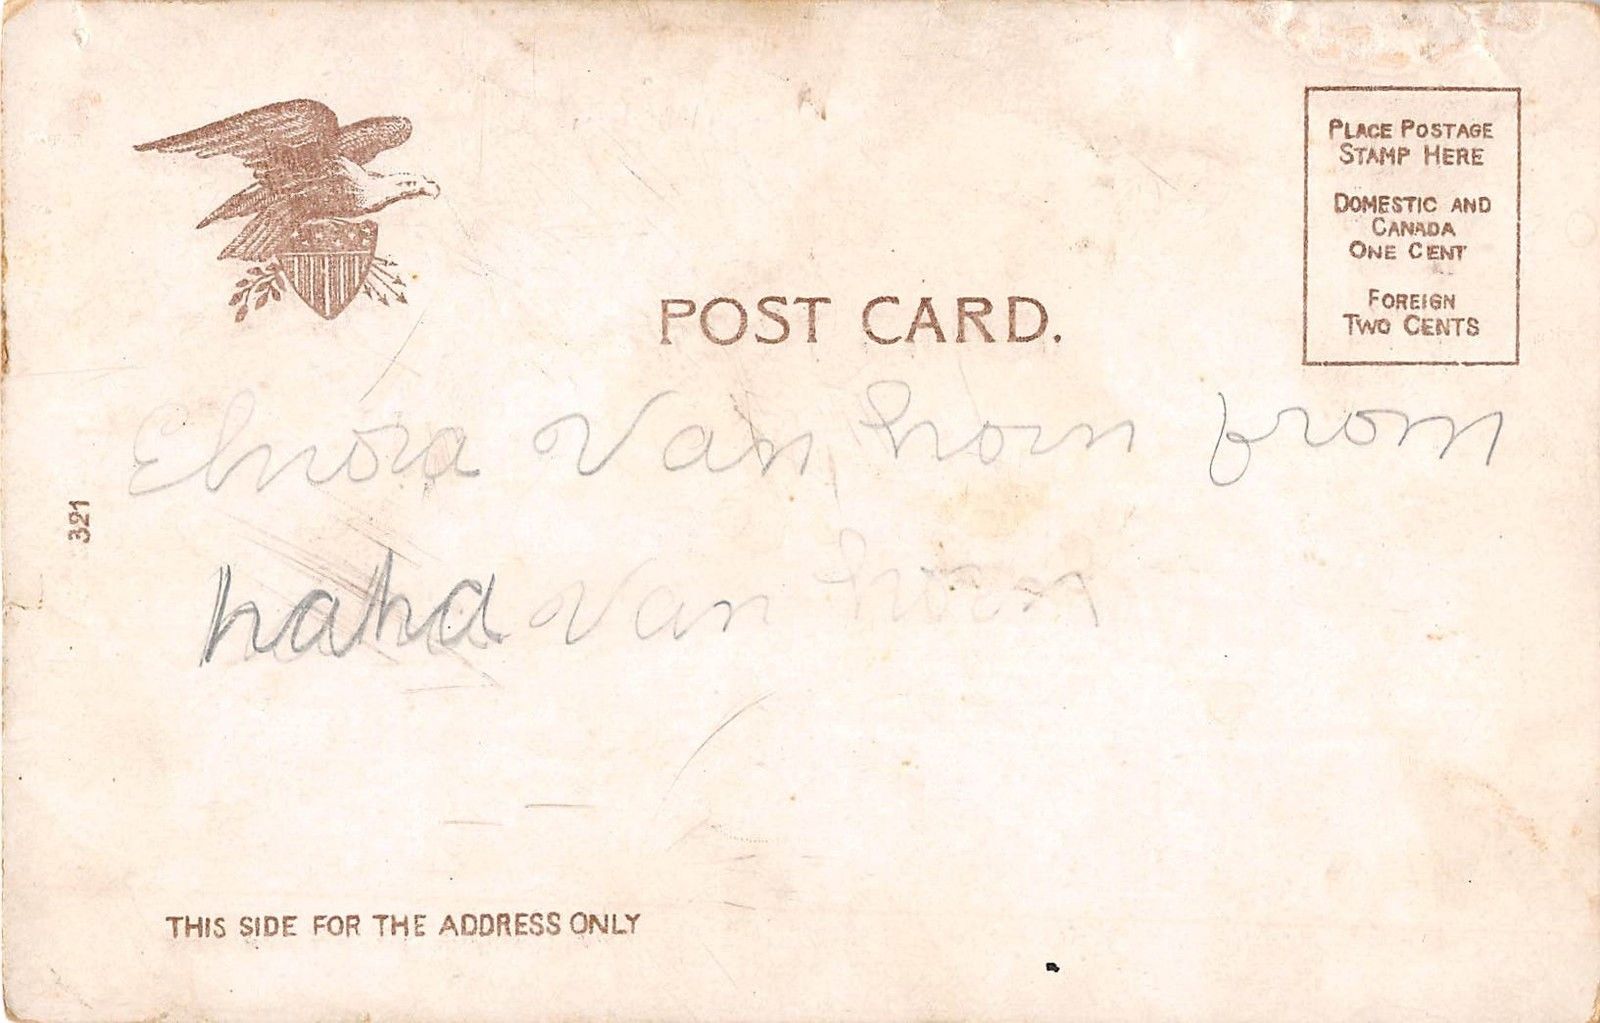 PLACE POSTAGE
STAMP HERE
DOMESTIC AND
CANADA
ONE CENT
FOREIGN
TWO CENTS
POST CARD.
Elnora Van horn from
haha Van horn
321
THIS SIDE FOR THE ADDRESS ONLY